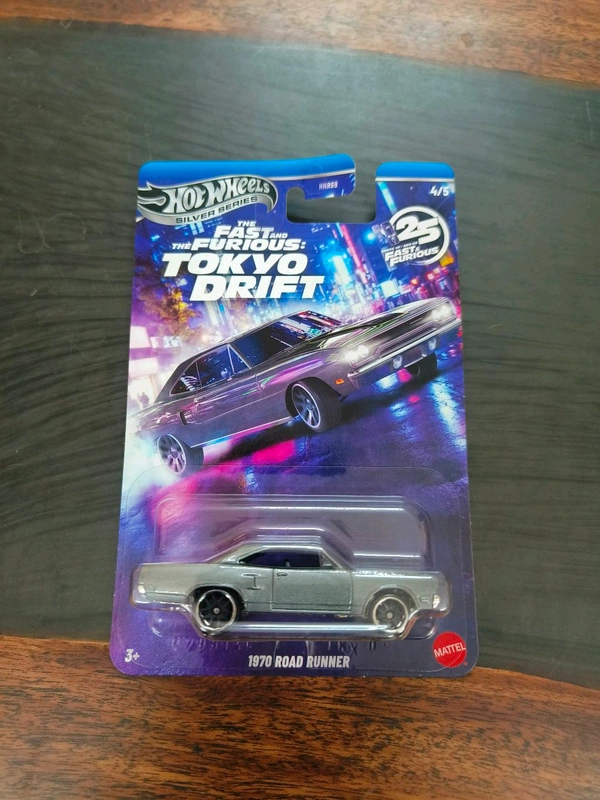 HOT WHEELS
SILVER SERIES
4/5
THE
FAST AND
THE FURIOUS:
TOKYO
DRIFT
25
FAST &
FURIOUS
3+
1970 ROAD RUNNER
MATTEL